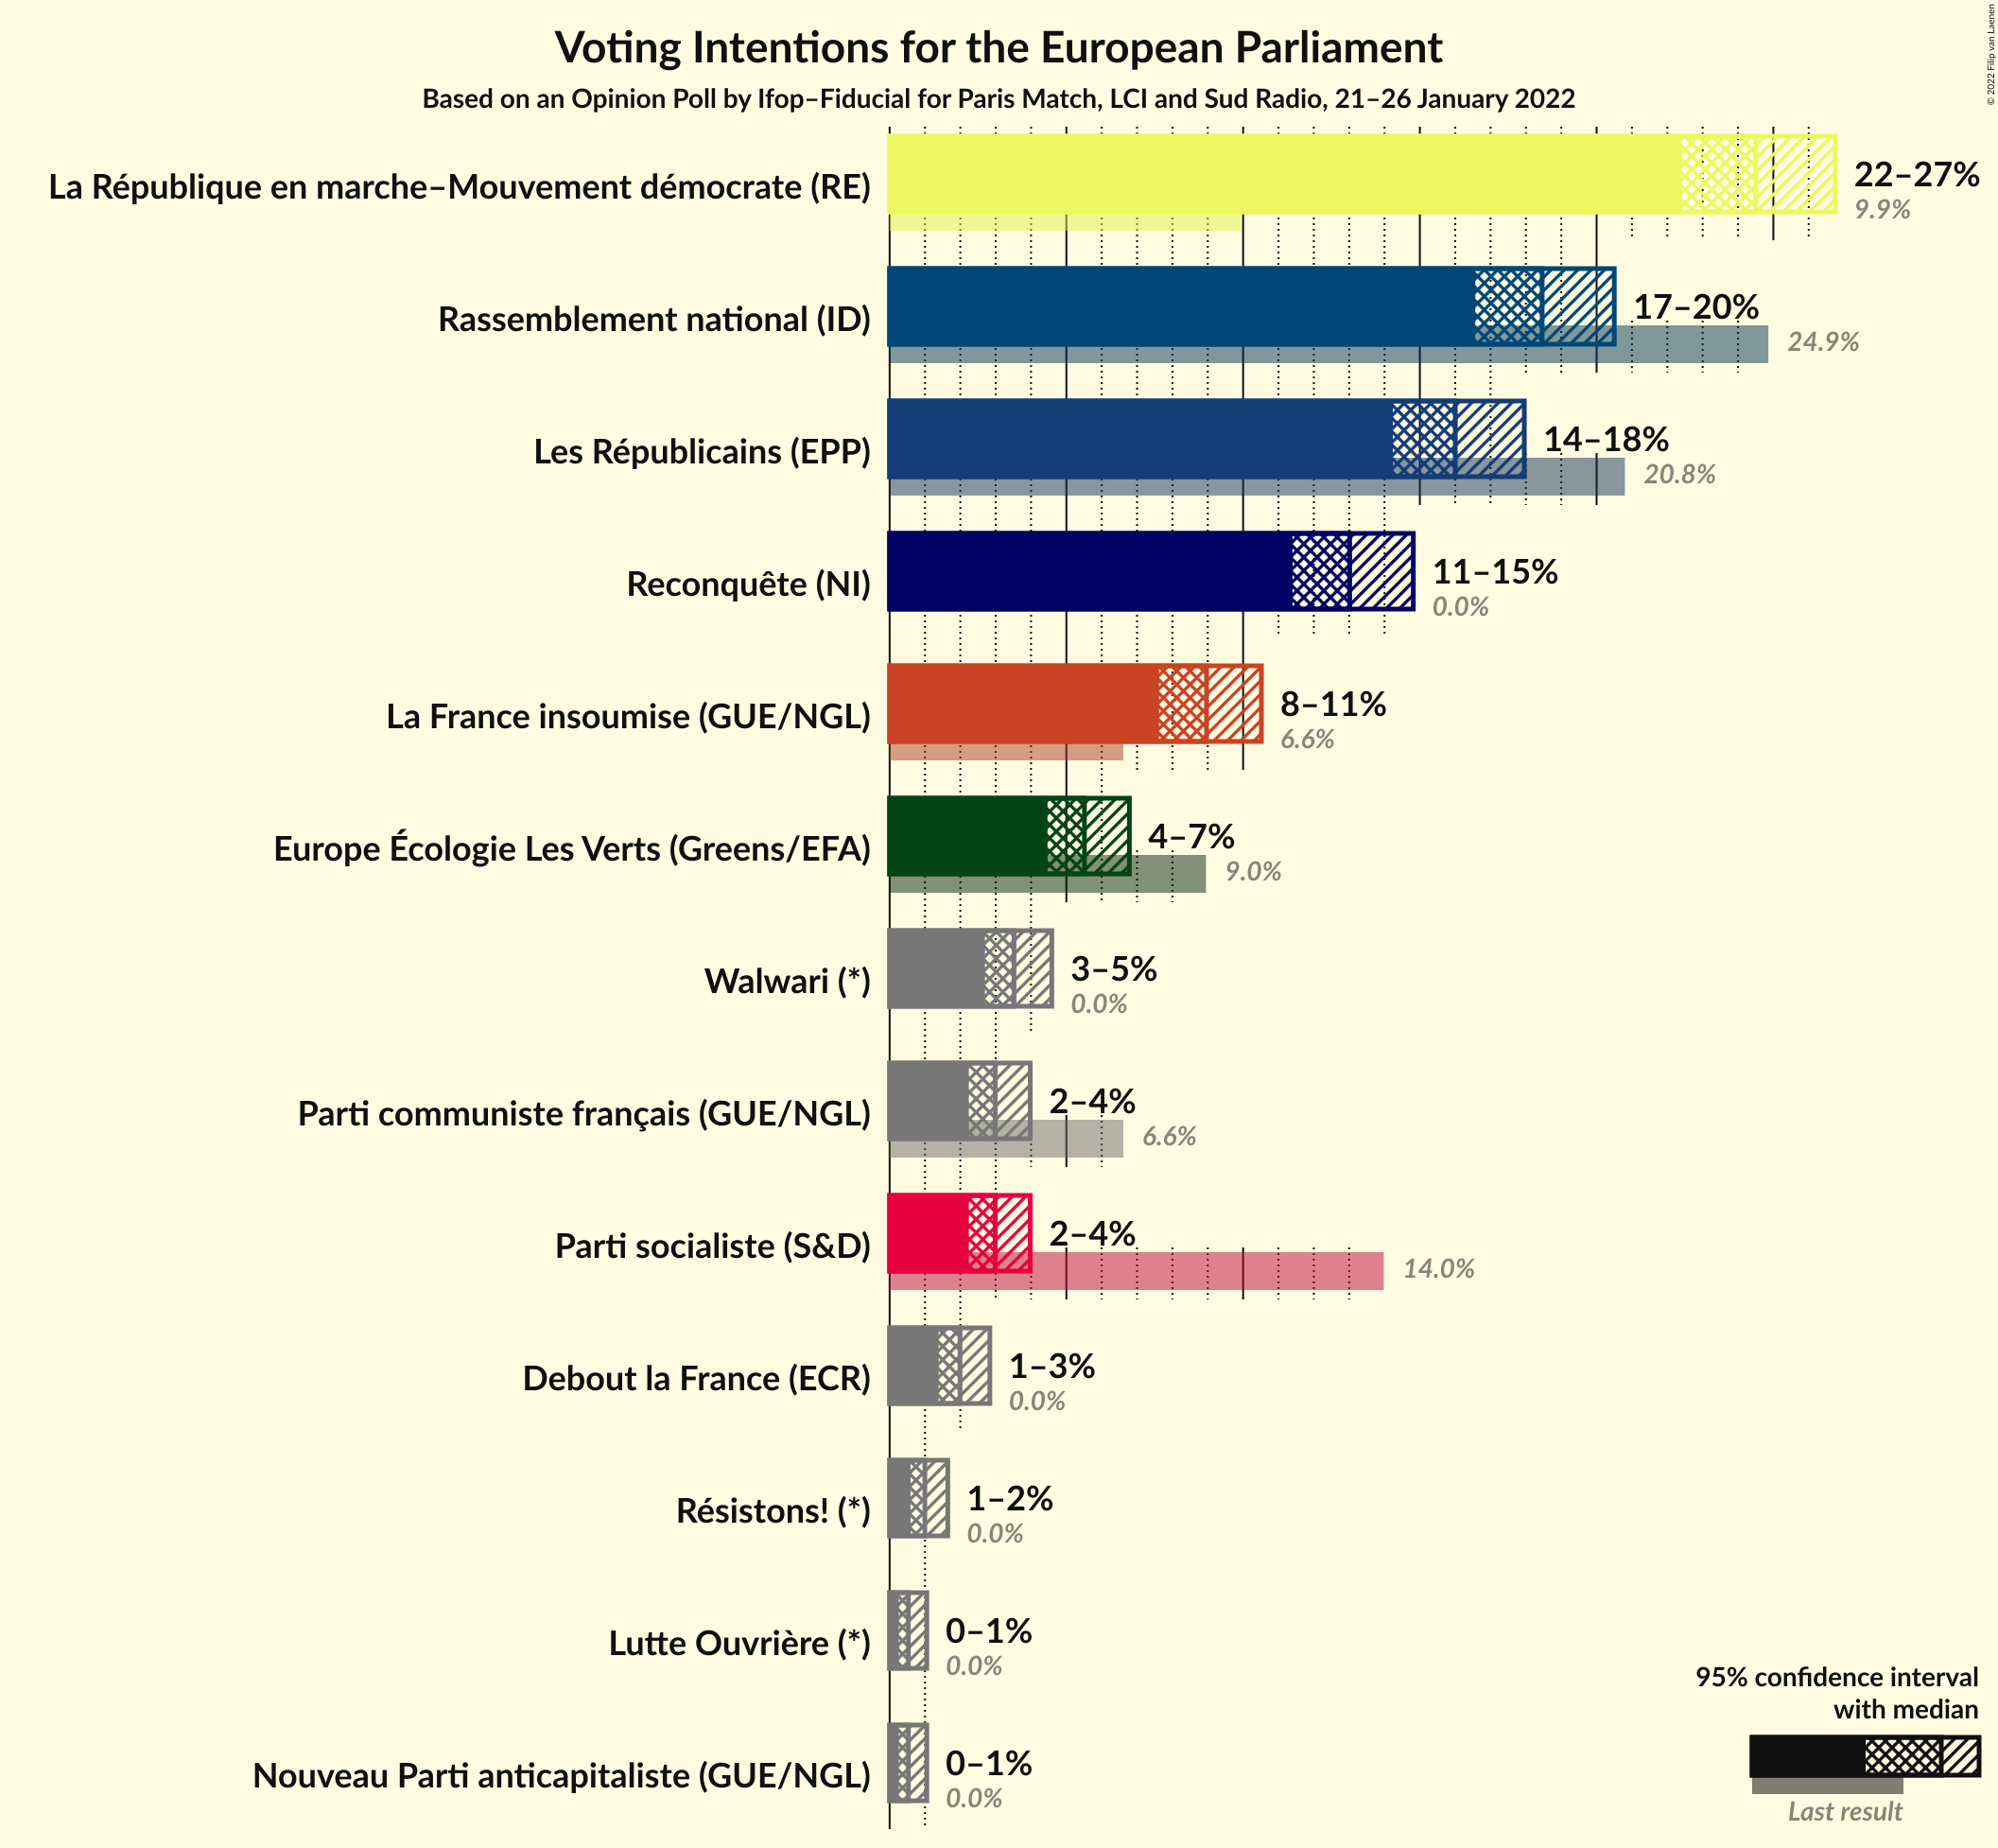 Voting Intentions for the European Parliament
Based on an Opinion Poll by Ifop–Fiducial for Paris Match, LCI and Sud Radio, 21–26 January 2022
© 2022 Filip van Laenen
La République en marche–Mouvement démocrate (RE)
22–27%
9.9%
Rassemblement national (ID)
17–20%
24.9%
Les Républicains (EPP)
14–18%
20.8%
Reconquête (NI)
11–15%
0.0%
La France insoumise (GUE/NGL)
8–11%
6.6%
Europe Écologie Les Verts (Greens/EFA)
4–7%
9.0%
Walwari (*)
3–5%
0.0%
Parti communiste français (GUE/NGL)
2–4%
6.6%
Parti socialiste (S&D)
2–4%
14.0%
Debout la France (ECR)
1–3%
0.0%
Résistons! (*)
1–2%
0.0%
Lutte Ouvrière (*)
0–1%
0.0%
Nouveau Parti anticapitaliste (GUE/NGL)
0–1%
0.0%
95% confidence interval
with median
Last result